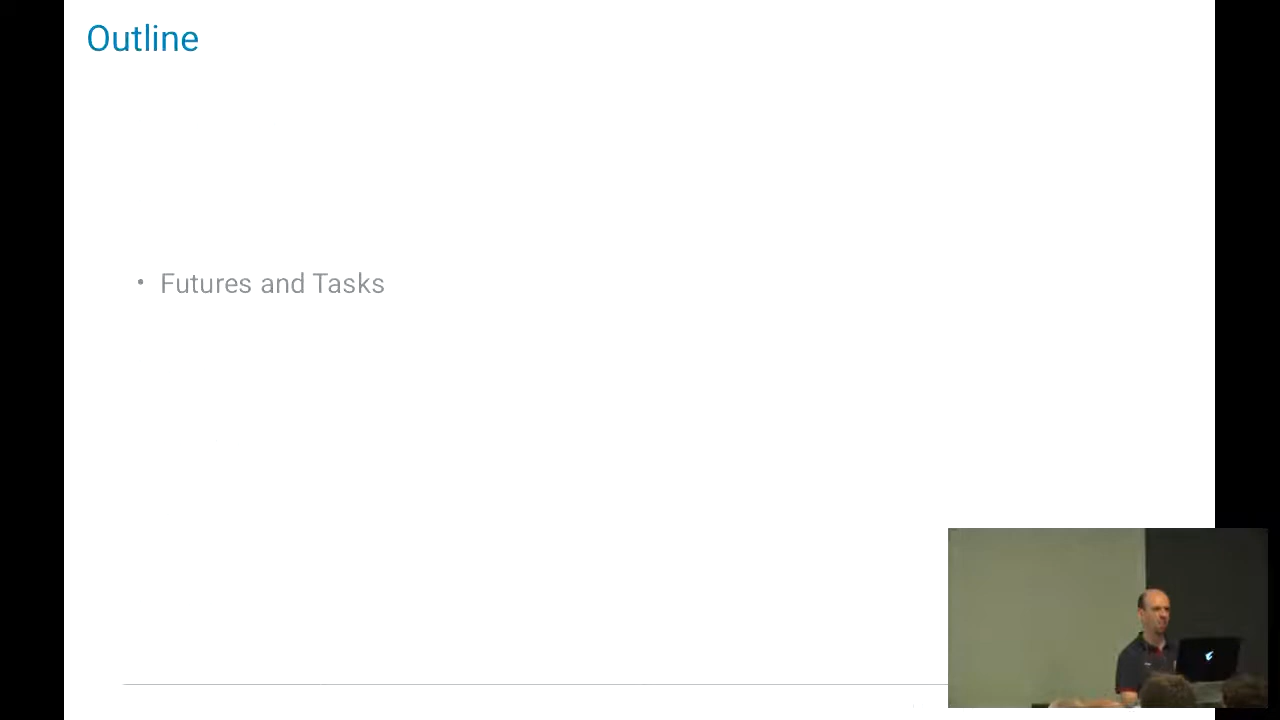 Outline
• Futures and Tasks